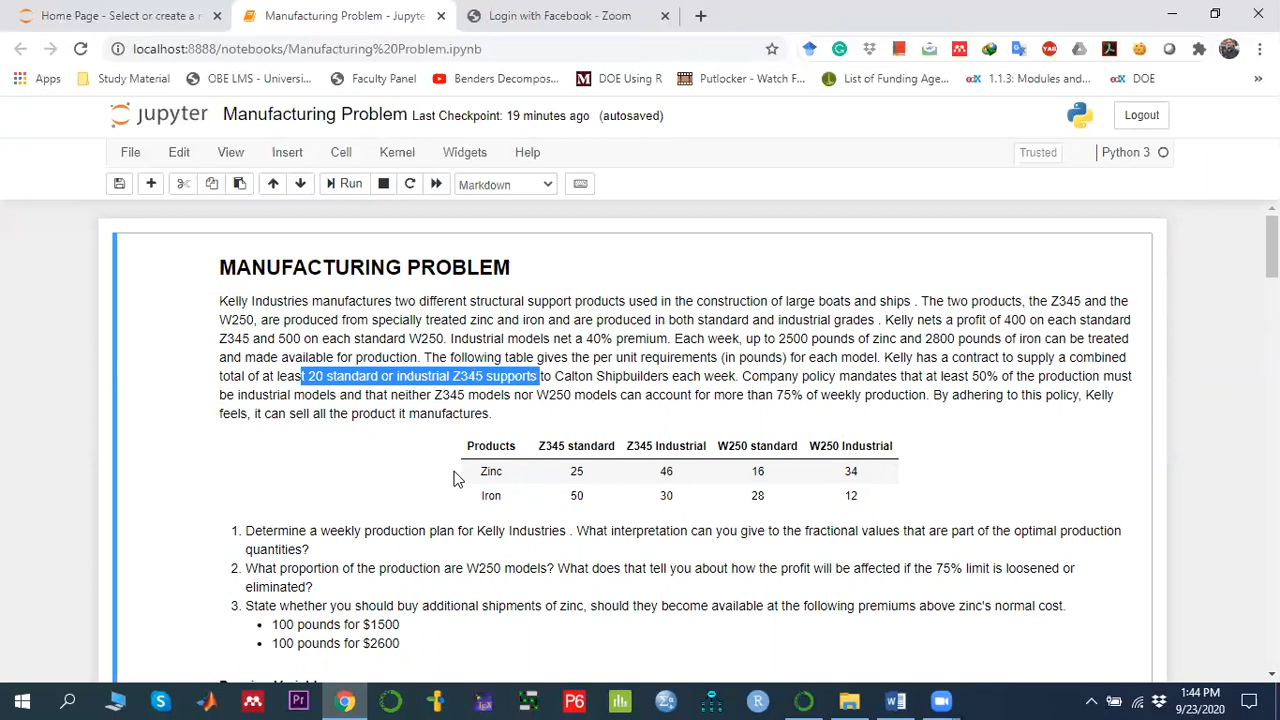 Home Page - Select or create a n
Manufacturing Problem - Jupyte
Login with Facebook - Zoom
localhost:8888/notebooks/Manufacturing%20Problem.ipynb
Apps
Study Material
OBE LMS - Universi...
Faculty Panel
Benders Decompos...
DOE Using R
Putlocker - Watch F...
List of Funding Age...
1.1.3: Modules and...
DOE
jupyter
Manufacturing Problem Last Checkpoint: 19 minutes ago (autosaved)
Logout
File Edit View Insert Cell Kernel Widgets Help
Trusted
Python 3
Run
Markdown
MANUFACTURING PROBLEM
Kelly Industries manufactures two different structural support products used in the construction of large boats and ships . The two products, the Z345 and the
W250, are produced from specially treated zinc and iron and are produced in both standard and industrial grades . Kelly nets a profit of 400 on each standard
Z345 and 500 on each standard W250. Industrial models net a 40% premium. Each week, up to 2500 pounds of zinc and 2800 pounds of iron can be treated
and made available for production. The following table gives the per unit requirements (in pounds) for each model. Kelly has a contract to supply a combined
total of at least 20 standard or industrial Z345 supports to Calton Shipbuilders each week. Company policy mandates that at least 50% of the production must
be industrial models and that neither Z345 models nor W250 models can account for more than 75% of weekly production. By adhering to this policy, Kelly
feels, it can sell all the product it manufactures.
Products Z345 standard Z345 Industrial W250 standard W250 Industrial
Zinc 25 46 16 34
Iron 50 30 28 12
1. Determine a weekly production plan for Kelly Industries . What interpretation can you give to the fractional values that are part of the optimal production
quantities?
2. What proportion of the production are W250 models? What does that tell you about how the profit will be affected if the 75% limit is loosened or
eliminated?
3. State whether you should buy additional shipments of zinc, should they become available at the following premiums above zinc's normal cost.
• 100 pounds for $1500
• 100 pounds for $2600
1:44 PM
9/23/2020